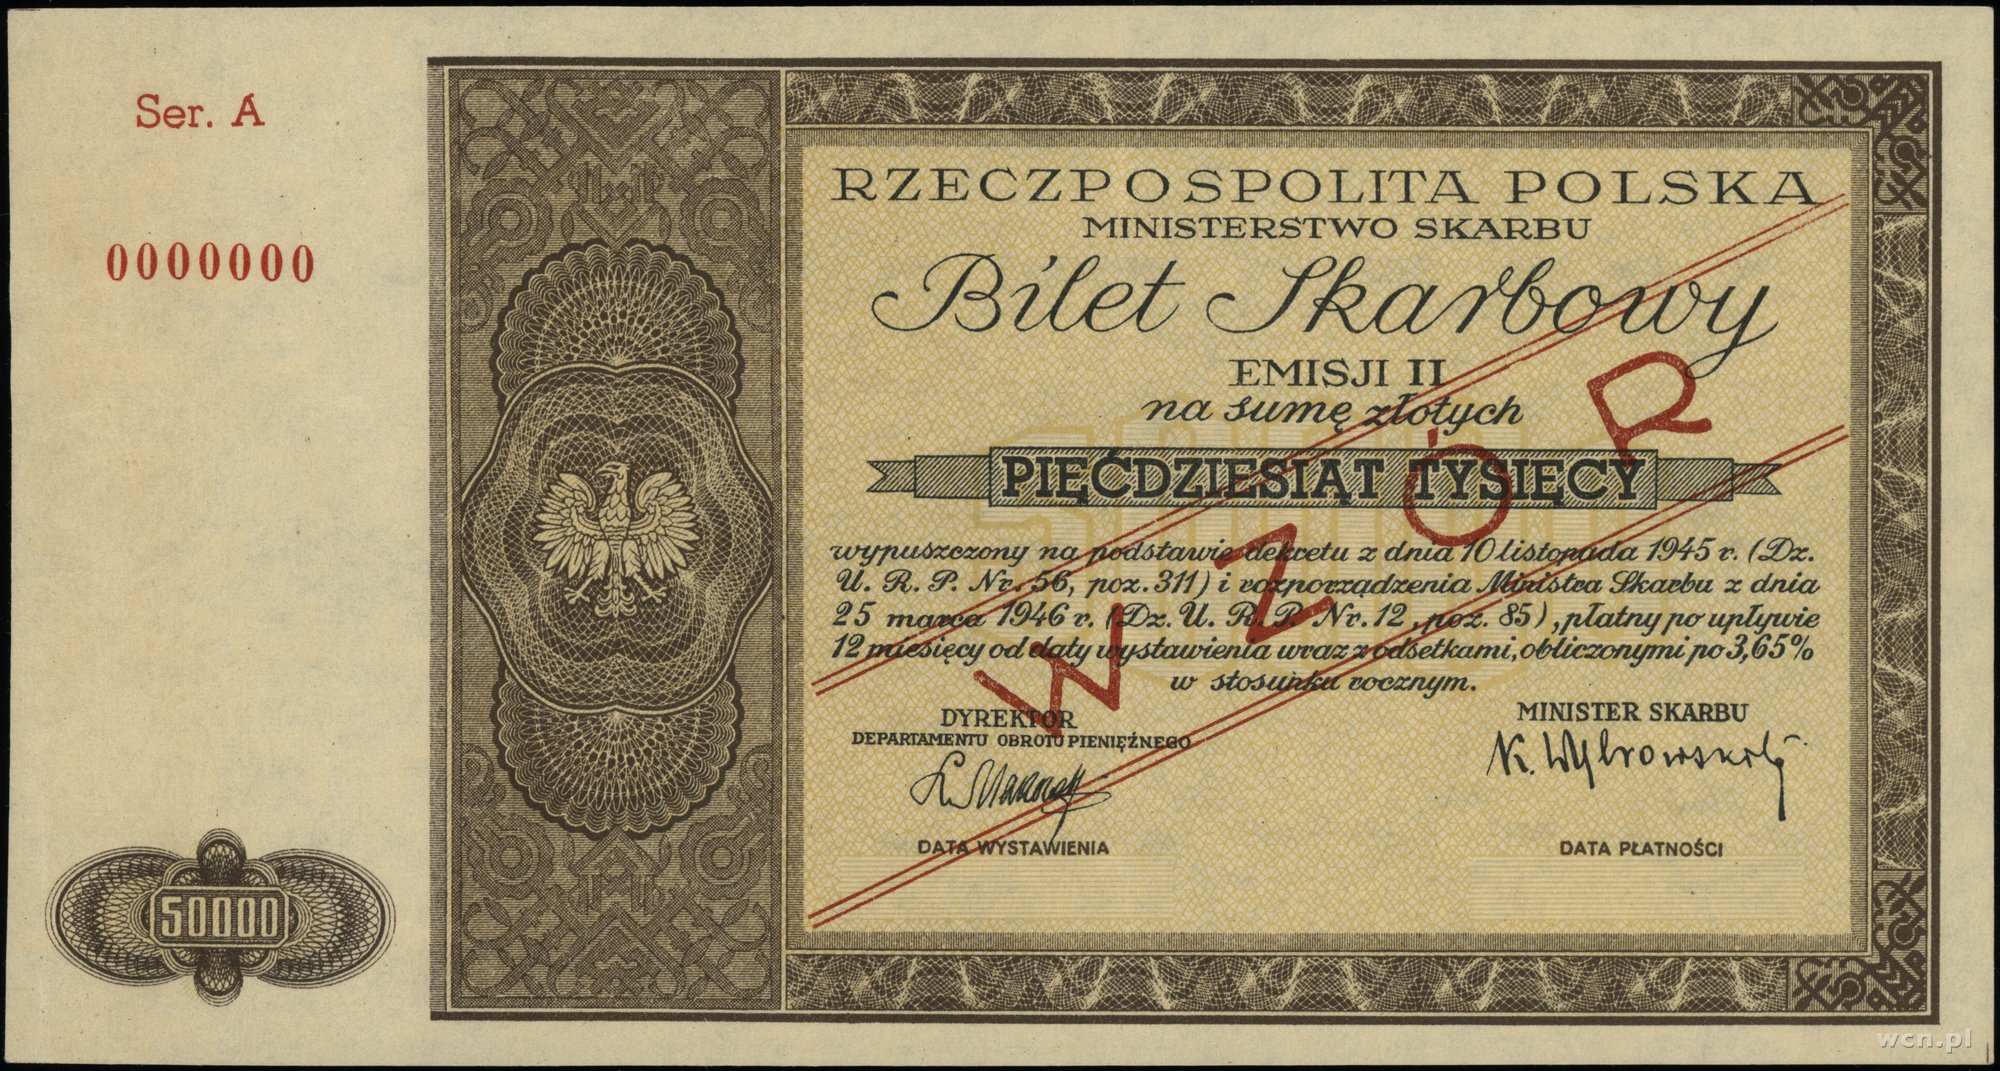 Ser. A
0000000
50000
RZECZPOSPOLITA POLSKA
MINISTERSTWO SKARBU
Bilet Skarbowy
EMISJI II
na sumę złotych
PIĘĆDZIESIĄT TYSIĘCY
wypuszczony na podstawie dekretu z dnia 10 listopada 1945 r. (Dz.
U. R. P. Nr. 56, poz. 311) i rozporządzenia Ministra Skarbu z dnia
25 marca 1946 r. (Dz. U. R. P. Nr. 12, poz. 85), płatny po upływie
12 miesięcy od daty wystawienia wraz z odsetkami, obliczonymi po 3,65%
w stosunku rocznym.
WZÓR
DYREKTOR
DEPARTAMENTU OBROTU PIENIĘŻNEGO
MINISTER SKARBU
DATA WYSTAWIENIA
DATA PŁATNOŚCI
wcn.pl